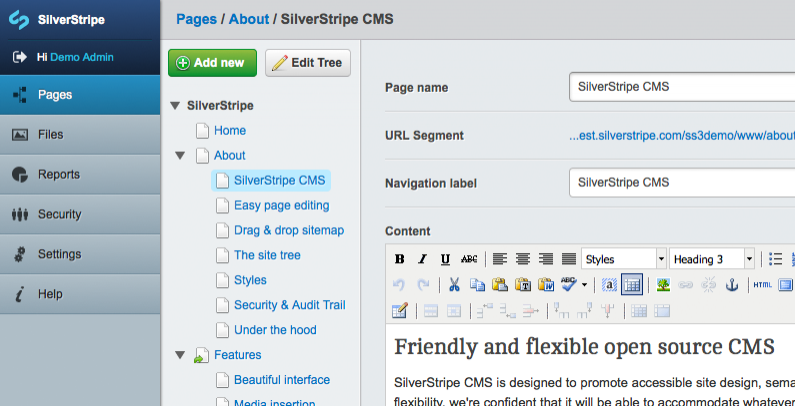 SilverStripe
Hi Demo Admin
Pages
Files
Reports
Security
Settings
Help
Pages / About / SilverStripe CMS
Add new
Edit Tree
SilverStripe
Home
About
SilverStripe CMS
Easy page editing
Drag & drop sitemap
The site tree
Styles
Security & Audit Trail
Under the hood
Features
Beautiful interface
Media insertion
Page name
SilverStripe CMS
URL Segment
...est.silverstripe.com/ss3demo/www/about
Navigation label
SilverStripe CMS
Content
B I U ABC Styles Heading 3
HTML
Friendly and flexible open source CMS
SilverStripe CMS is designed to promote accessible site design, sema
flexibility, we're confident that it will be able to accommodate whatever